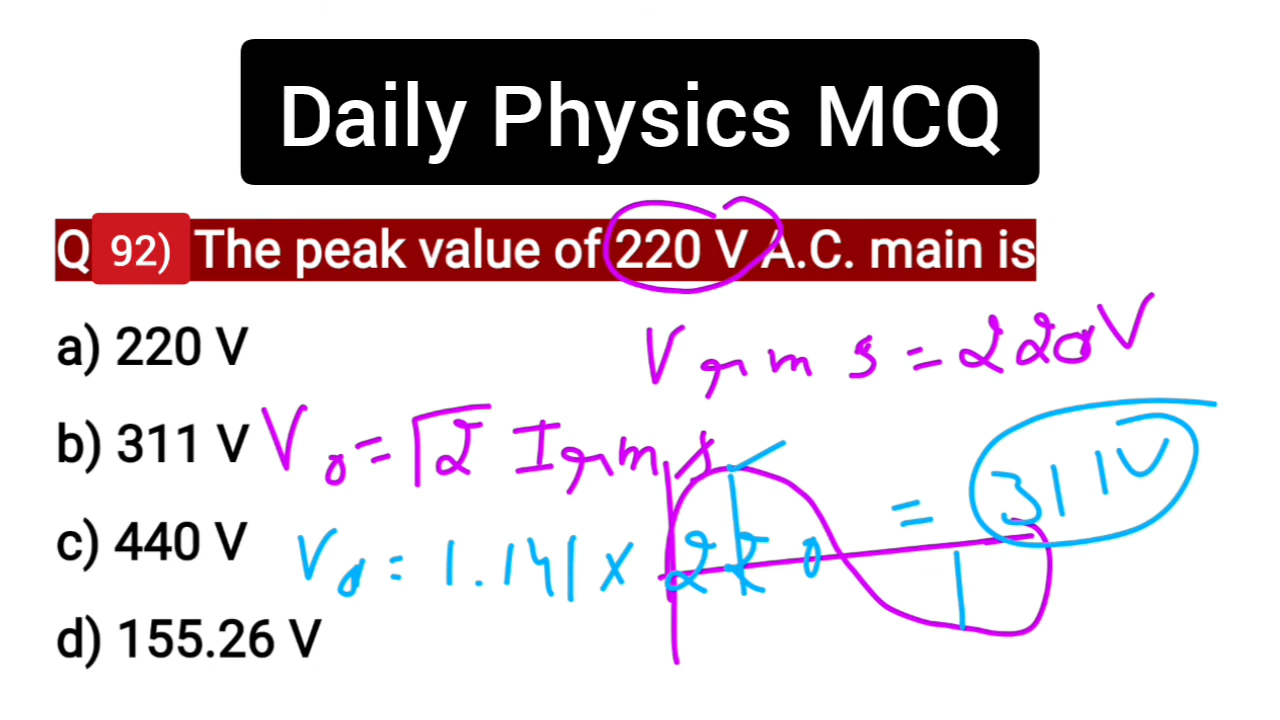 Daily Physics MCQ
Q 92) The peak value of 220 V A.C. main is
a) 220 V
Vrms = 220V
b) 311 V
V₀ = √2 Irms
= 311V
c) 440 V
V₀ = 1.141 × 220
d) 155.26 V